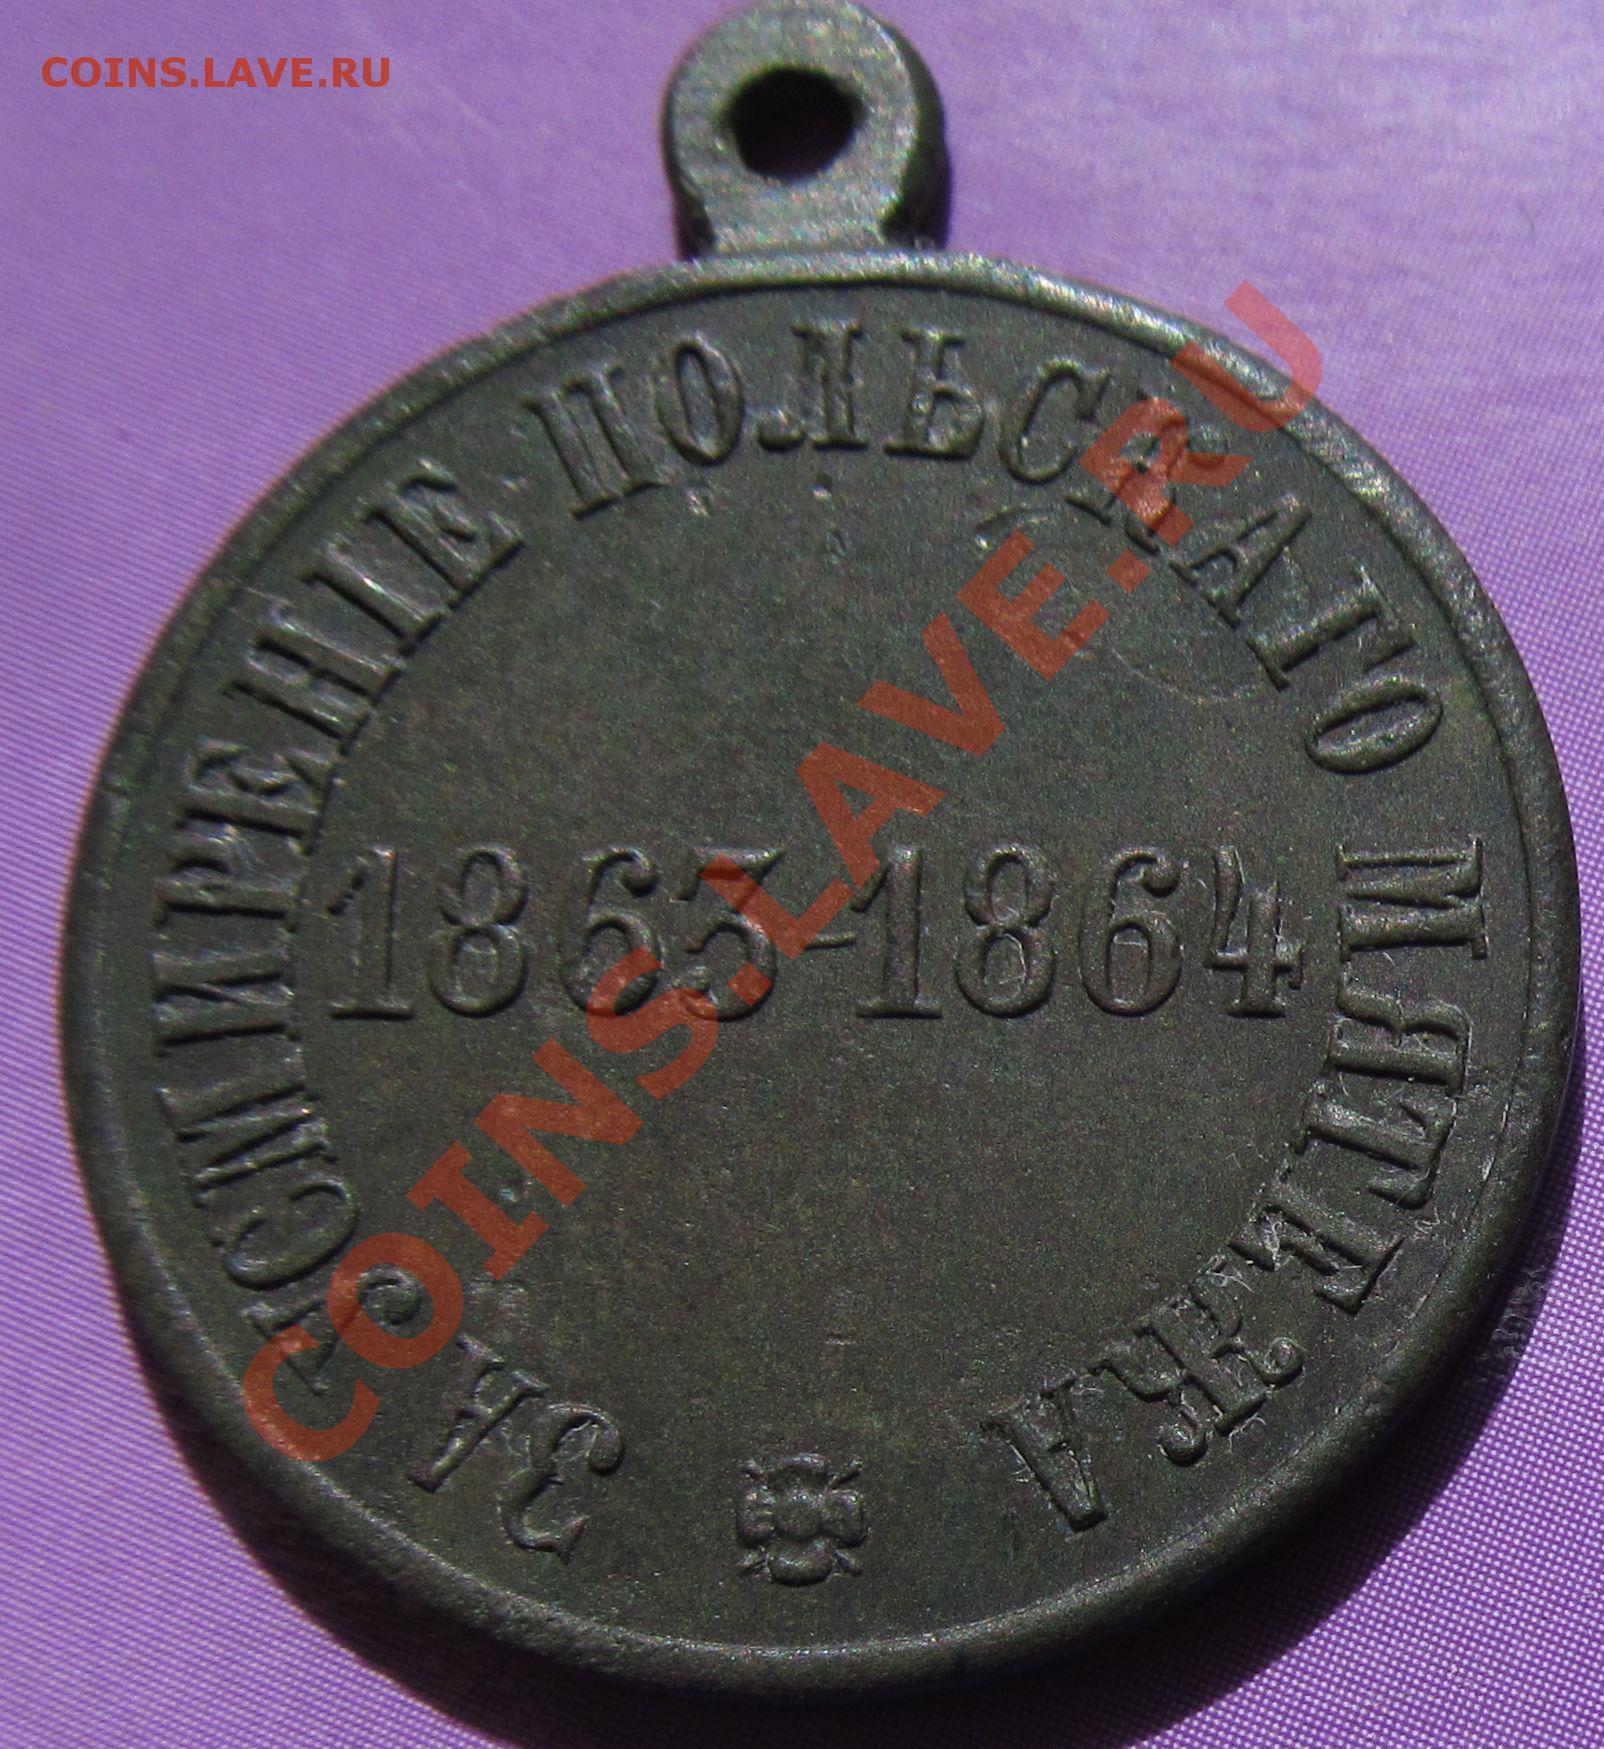 COINS.LAVE.RU
ЗА УСМИРЕНІЕ ПОЛЬСКАГО МЯТЕЖА
1863-1864
COINS.LAVE.RU